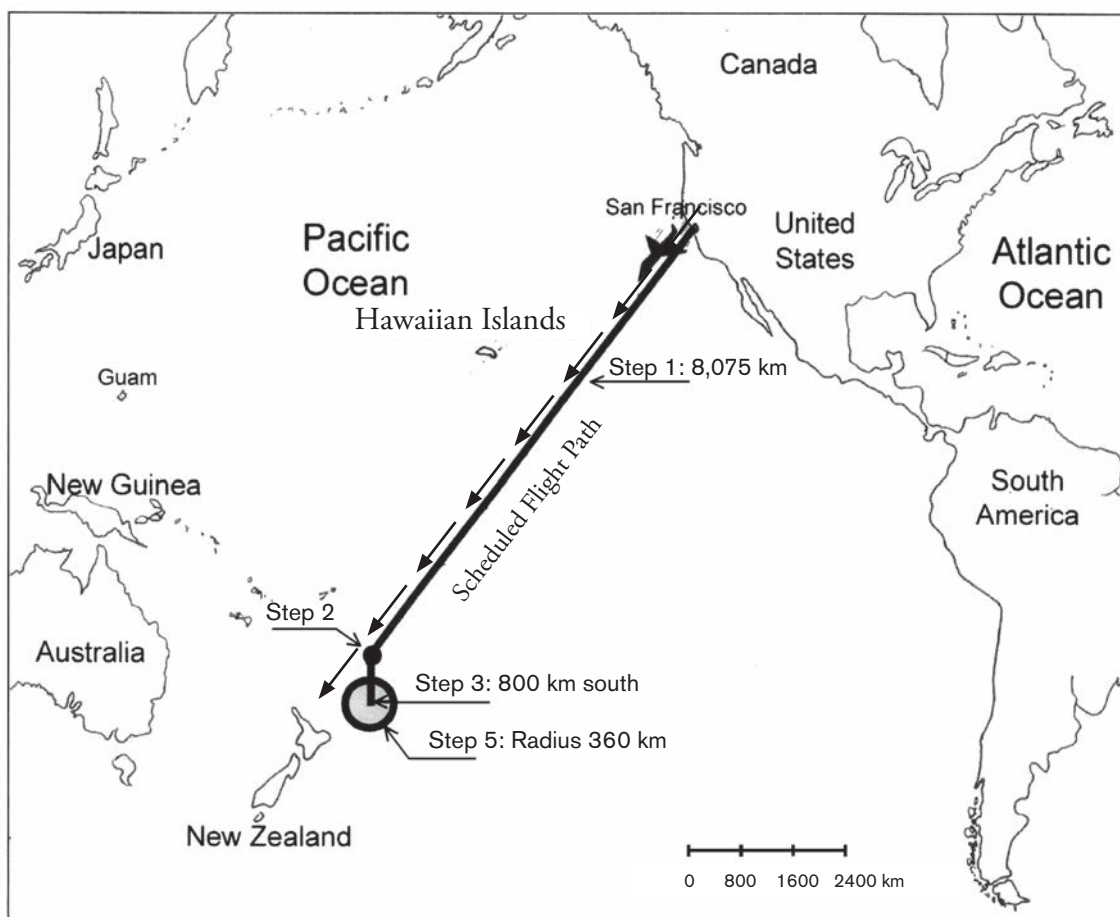 Canada
San Francisco
United
States
Japan
Pacific
Ocean
Atlantic
Ocean
Hawaiian Islands
Step 1: 8,075 km
Guam
Scheduled Flight Path
New Guinea
South
America
Step 2
Australia
Step 3: 800 km south
Step 5: Radius 360 km
New Zealand
0 800 1600 2400 km